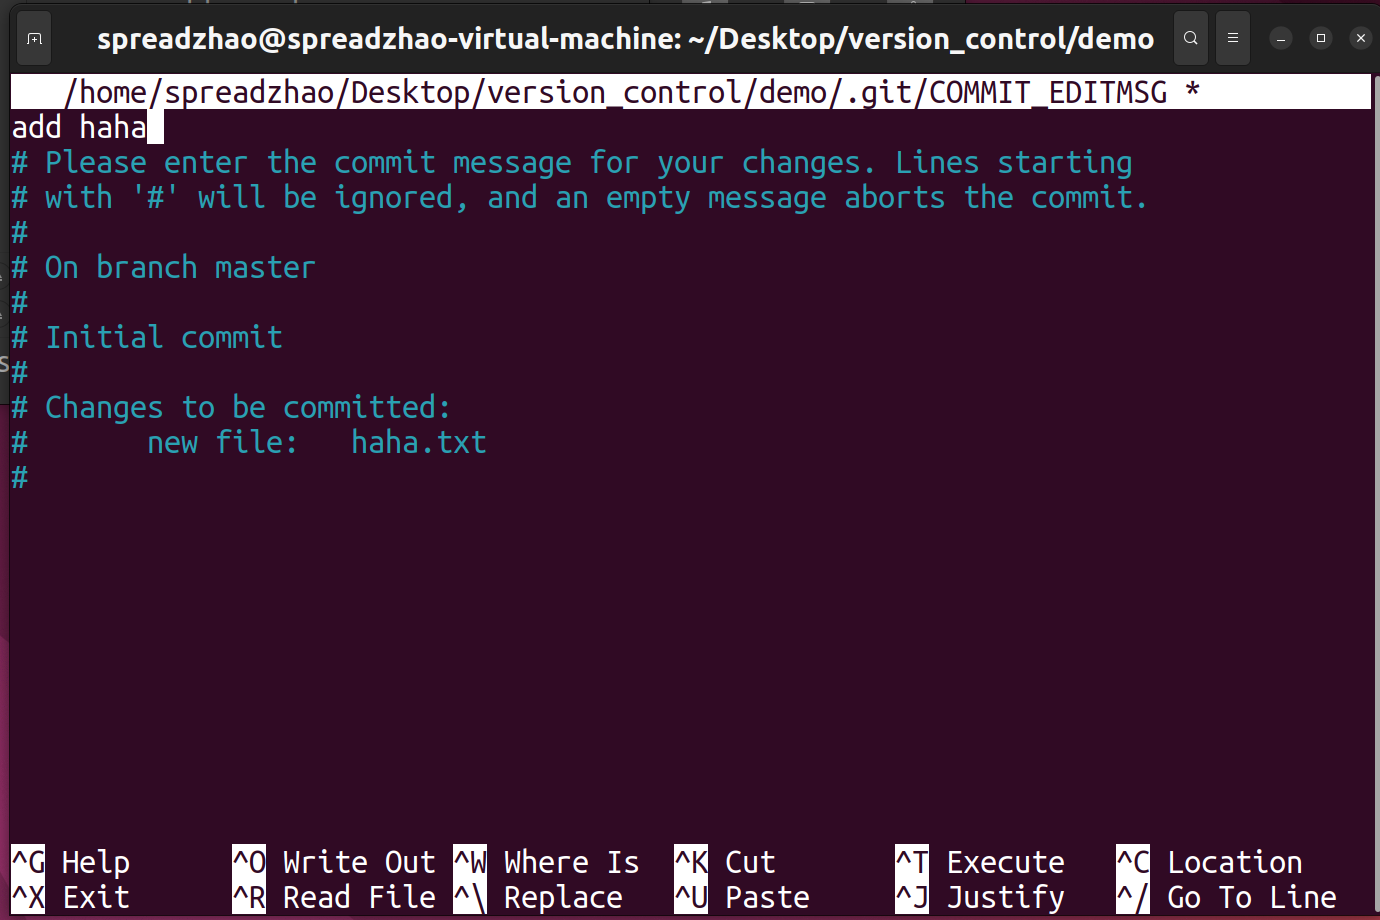 spreadzhao@spreadzhao-virtual-machine: ~/Desktop/version_control/demo
/home/spreadzhao/Desktop/version_control/demo/.git/COMMIT_EDITMSG *
add haha
# Please enter the commit message for your changes. Lines starting
# with '#' will be ignored, and an empty message aborts the commit.
#
# On branch master
#
# Initial commit
#
# Changes to be committed:
#       new file:   haha.txt
#
^G Help ^O Write Out ^W Where Is ^K Cut ^T Execute ^C Location
^X Exit ^R Read File ^\ Replace ^U Paste ^J Justify ^/ Go To Line